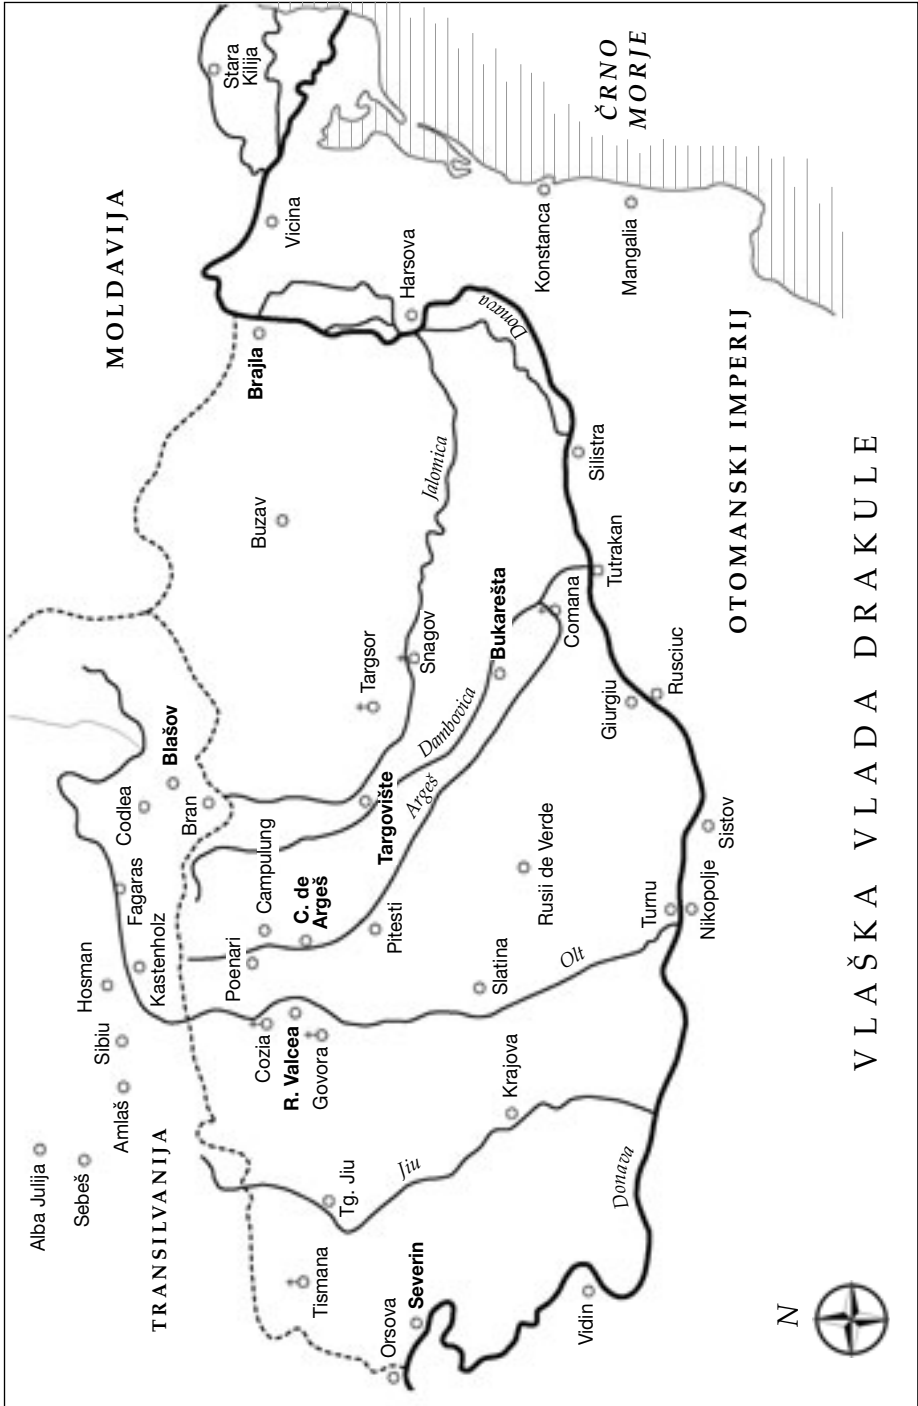 MOLDAVIJA
TRANSILVANIJA
ČRNO
MORJE
OTOMANSKI IMPERIJ
VLAŠKA VLADA DRAKULE
N
Alba Julija
Sebeš
Amlaš
Sibiu
Hosman
Kastenholz
Fagaras
Codlea
Blašov
Bran
Stara
Kilija
Vicina
Brajla
Harsova
Konstanca
Mangalia
Buzav
Jalomica
Donava
Silistra
Tutrakan
Targsor
Snagov
Bukarešta
Comana
Dambovica
Argeš
Targovište
Campulung
C. de
Argeš
Poenari
Pitesti
Rusii de Verde
Giurgiu
Rusciuc
Sistov
Turnu
Nikopolje
Cozia
R. Valcea
Govora
Slatina
Olt
Krajova
Tg. Jiu
Jiu
Tismana
Orsova
Severin
Vidin
Donava